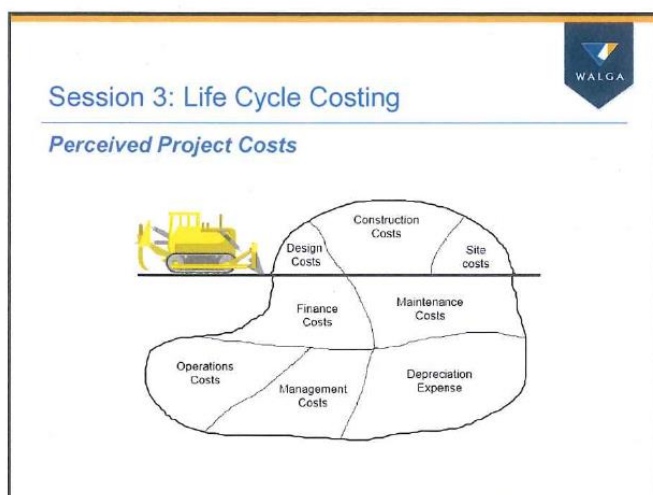 WALGA
Session 3: Life Cycle Costing
Perceived Project Costs
Construction
Costs
Design
Costs
Site
costs
Finance
Costs
Maintenance
Costs
Operations
Costs
Management
Costs
Depreciation
Expense